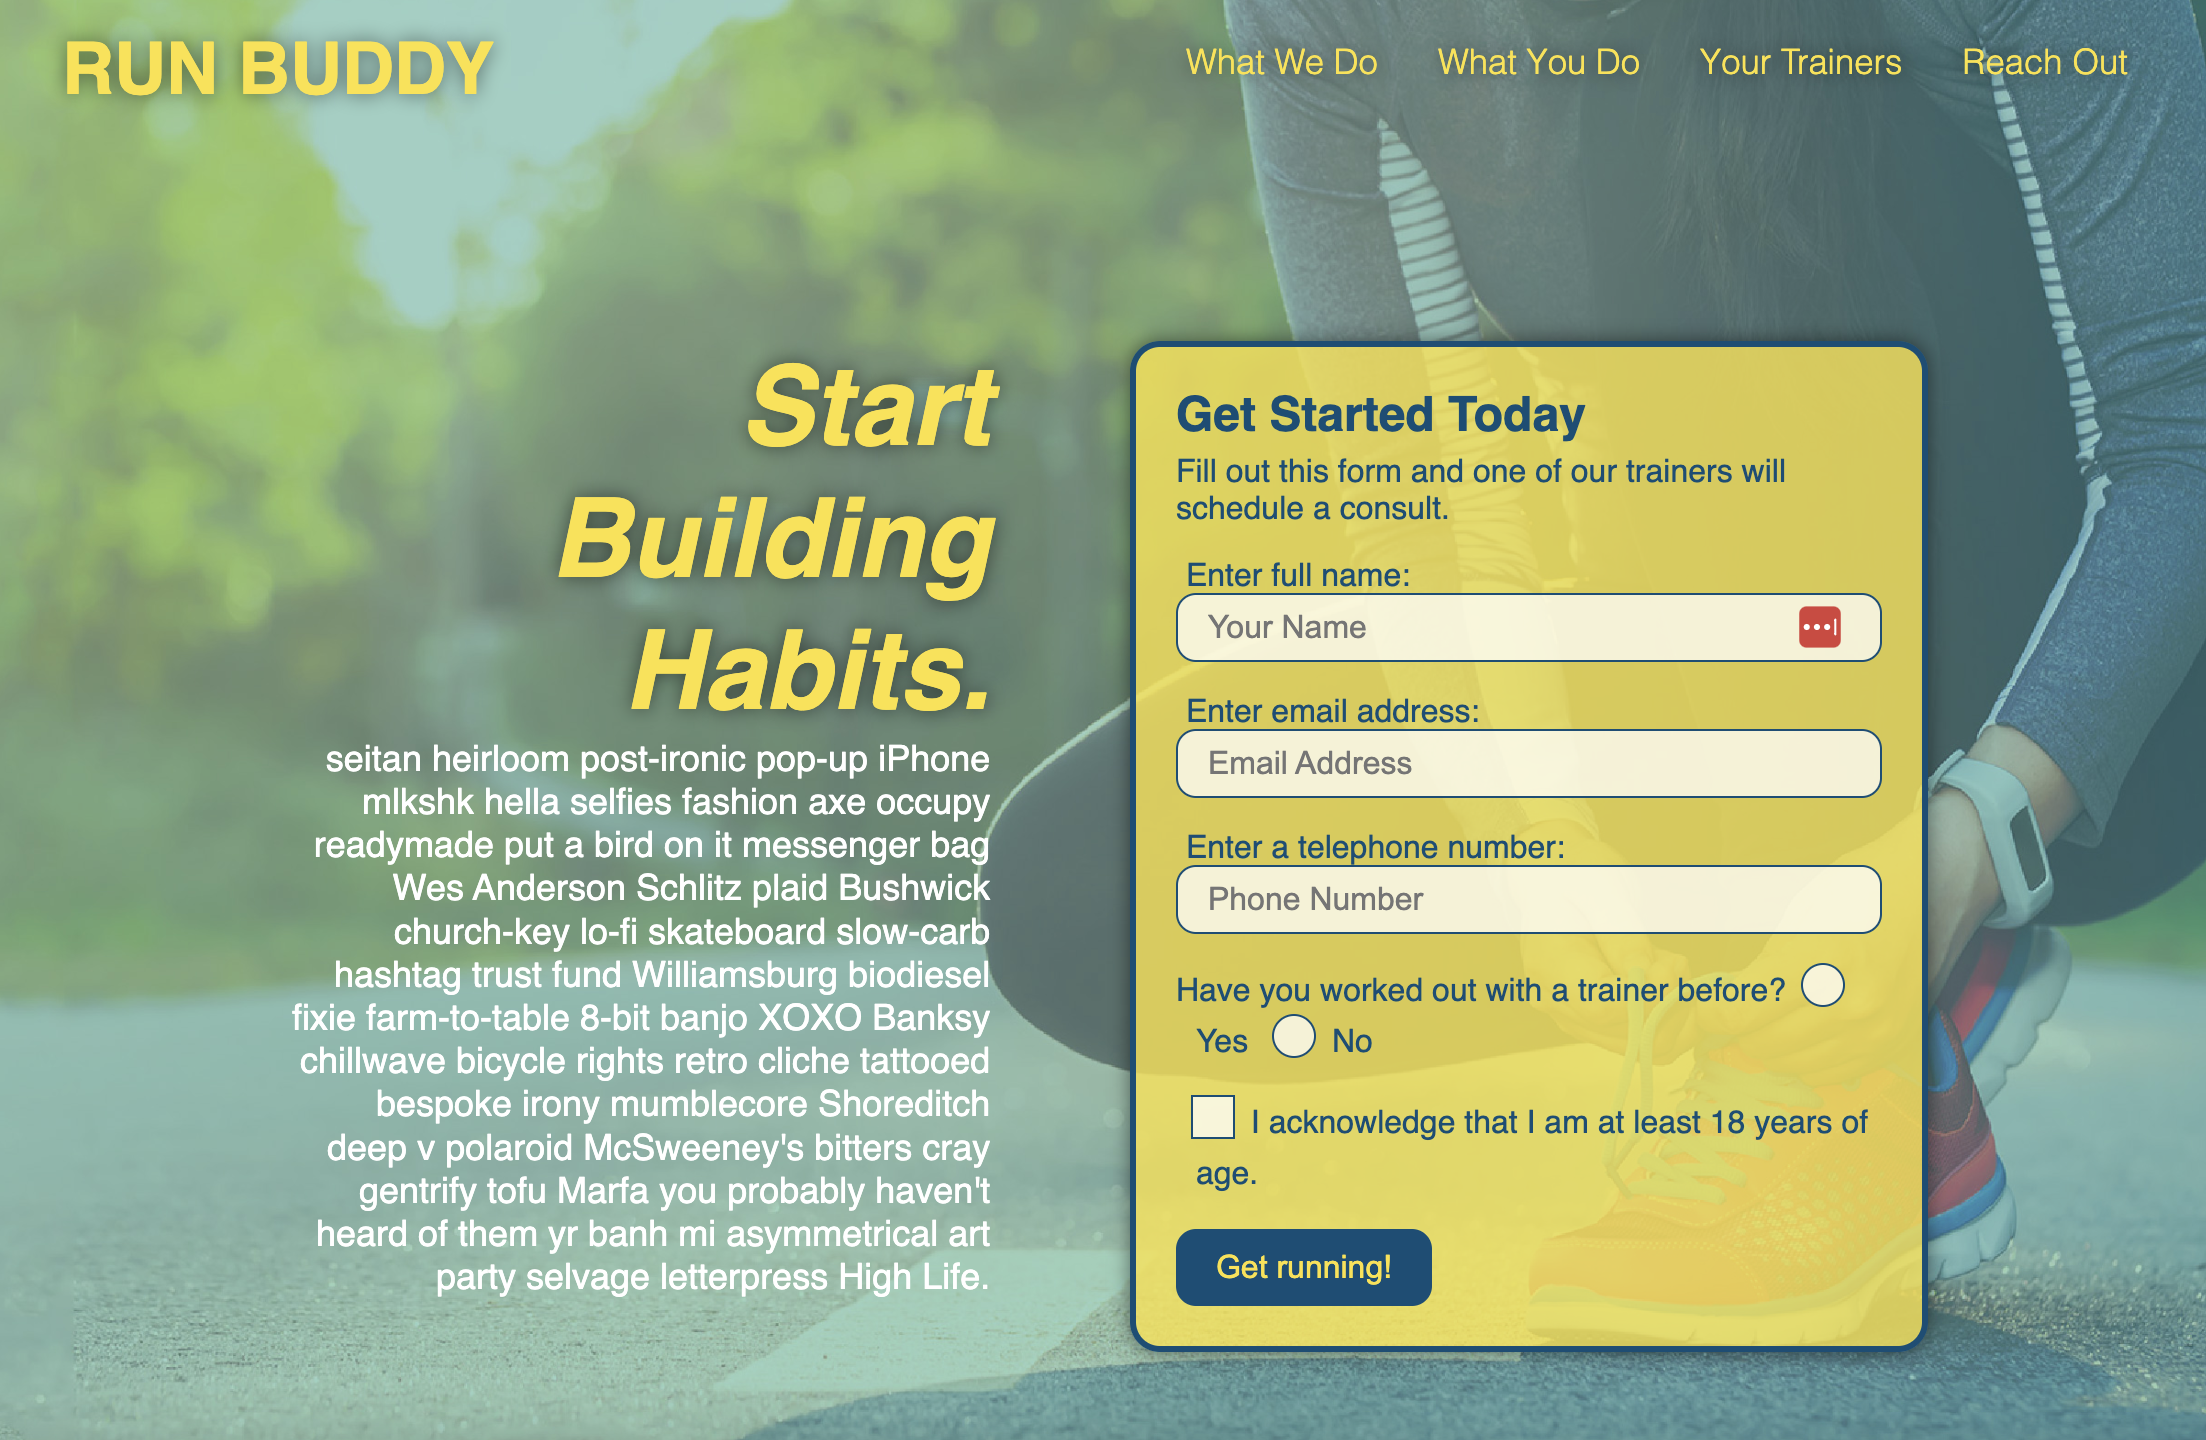 RUN BUDDY
What We Do
What You Do
Your Trainers
Reach Out
Start
Building
Habits.
seitan heirloom post-ironic pop-up iPhone
mlkshk hella selfies fashion axe occupy
readymade put a bird on it messenger bag
Wes Anderson Schlitz plaid Bushwick
church-key lo-fi skateboard slow-carb
hashtag trust fund Williamsburg biodiesel
fixie farm-to-table 8-bit banjo XOXO Banksy
chillwave bicycle rights retro cliche tattooed
bespoke irony mumblecore Shoreditch
deep v polaroid McSweeney's bitters cray
gentrify tofu Marfa you probably haven't
heard of them yr banh mi asymmetrical art
party selvage letterpress High Life.
Get Started Today
Fill out this form and one of our trainers will
schedule a consult.
Enter full name:
Your Name
Enter email address:
Email Address
Enter a telephone number:
Phone Number
Have you worked out with a trainer before?
Yes
No
I acknowledge that I am at least 18 years of
age.
Get running!